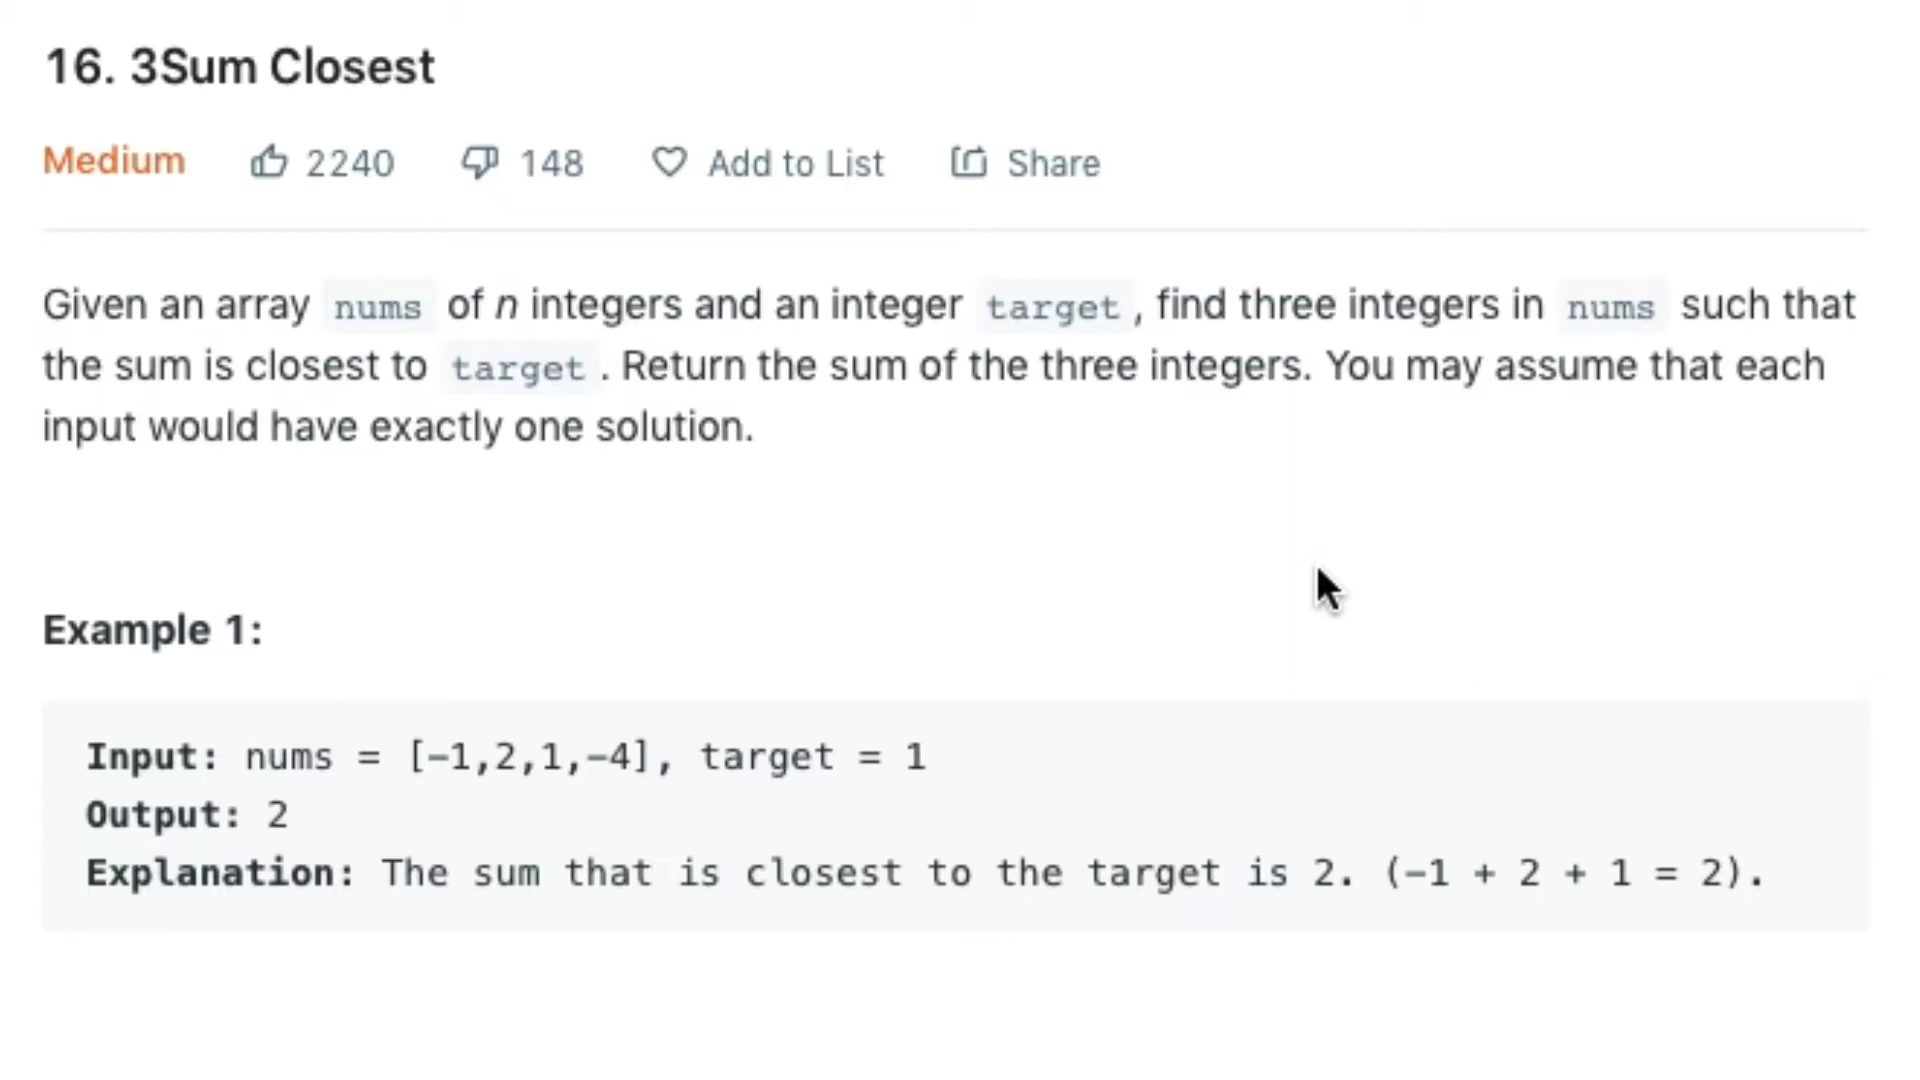 16. 3Sum Closest
Medium 2240 148 Add to List Share
Given an array nums of n integers and an integer target, find three integers in nums such that
the sum is closest to target. Return the sum of the three integers. You may assume that each
input would have exactly one solution.
Example 1:
Input: nums = [-1,2,1,-4], target = 1
Output: 2
Explanation: The sum that is closest to the target is 2. (-1 + 2 + 1 = 2).